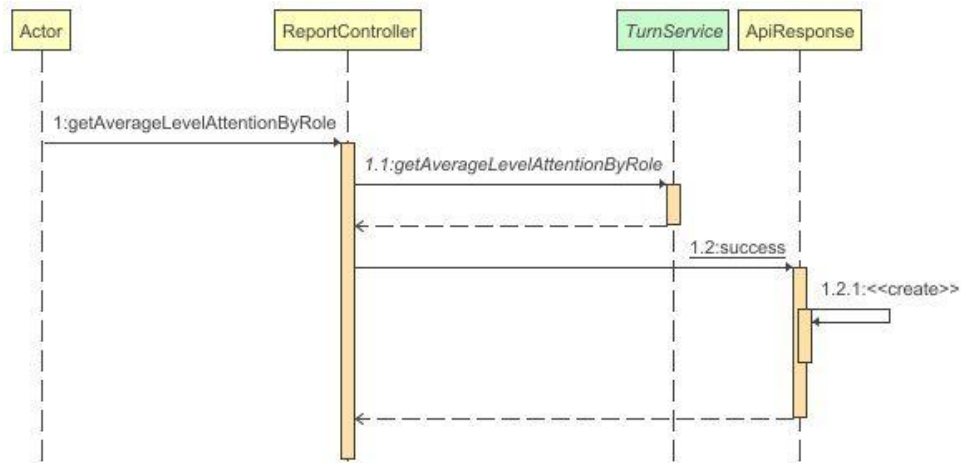 Actor
ReportController
TurnService
ApiResponse
1:getAverageLevelAttentionByRole
1.1:getAverageLevelAttentionByRole
1.2:success
1.2.1:<<create>>